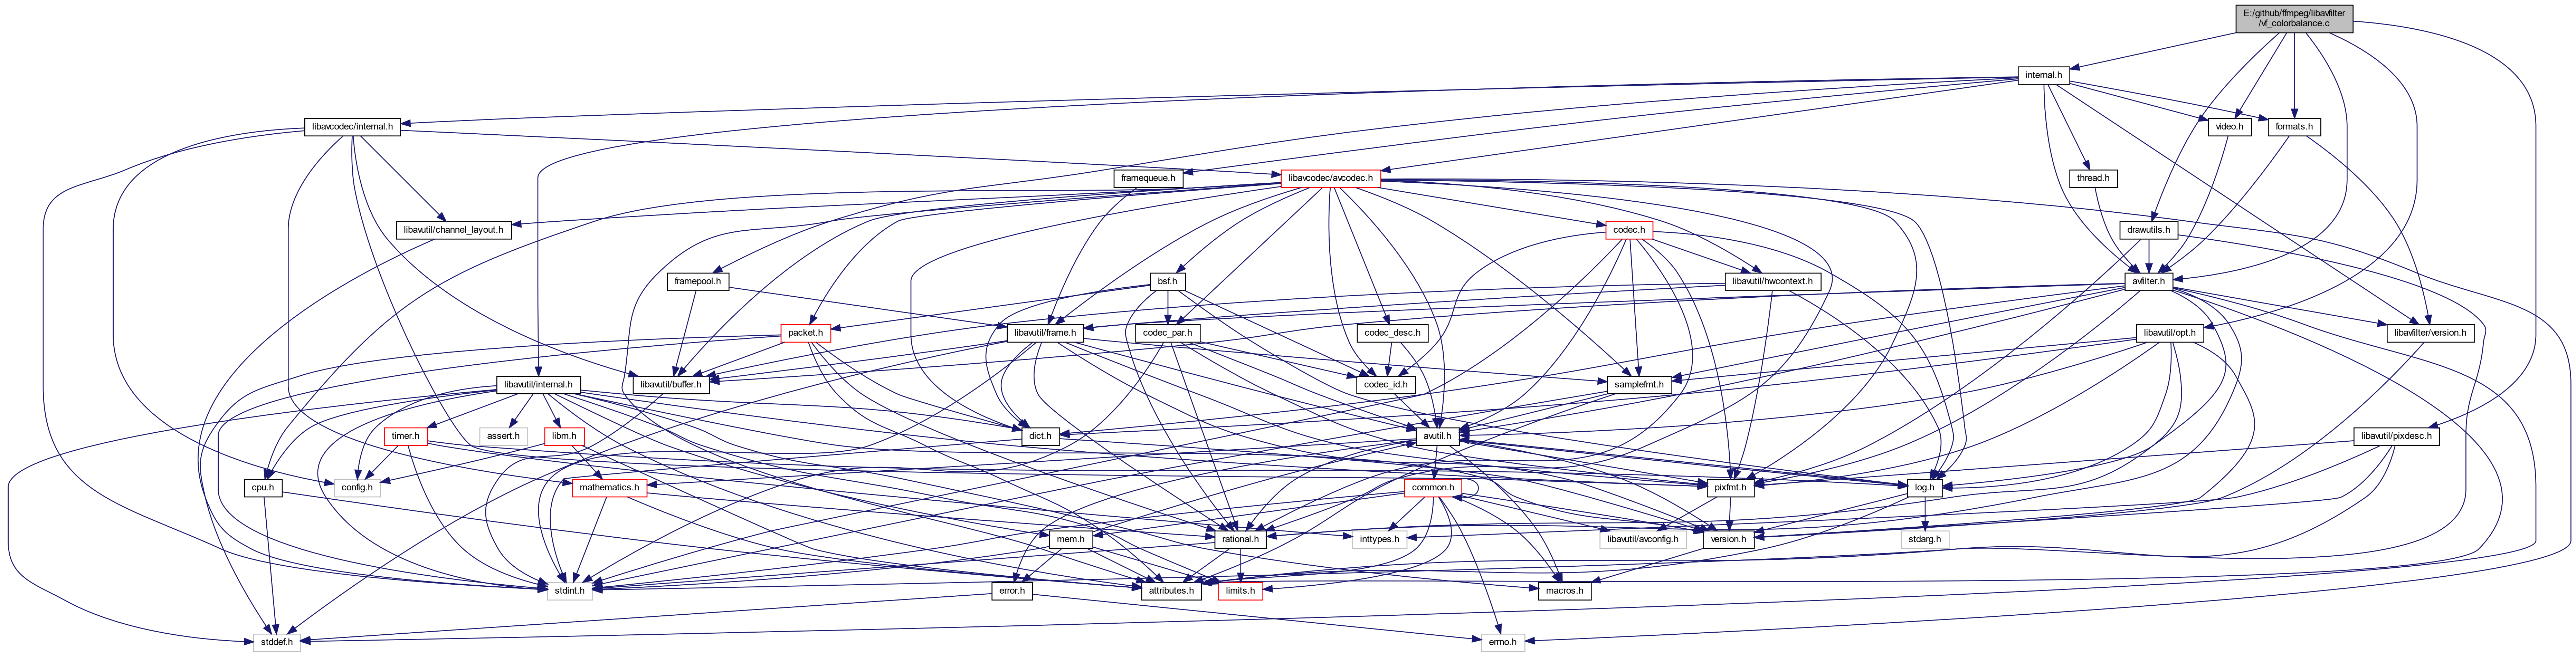 E:/github/ffmpeg/libavfilter
/vf_colorbalance.c
internal.h
libavcodec/internal.h
video.h
formats.h
framequeue.h
libavcodec/avcodec.h
thread.h
libavutil/channel_layout.h
codec.h
drawutils.h
framepool.h
bsf.h
libavutil/hwcontext.h
avfilter.h
packet.h
libavutil/frame.h
codec_par.h
codec_desc.h
libavutil/opt.h
libavfilter/version.h
libavutil/internal.h
libavutil/buffer.h
codec_id.h
samplefmt.h
timer.h
assert.h
libm.h
dict.h
avutil.h
libavutil/pixdesc.h
cpu.h
config.h
mathematics.h
common.h
pixfmt.h
log.h
mem.h
rational.h
inttypes.h
libavutil/avconfig.h
version.h
stdarg.h
stdint.h
error.h
attributes.h
limits.h
macros.h
stddef.h
errno.h